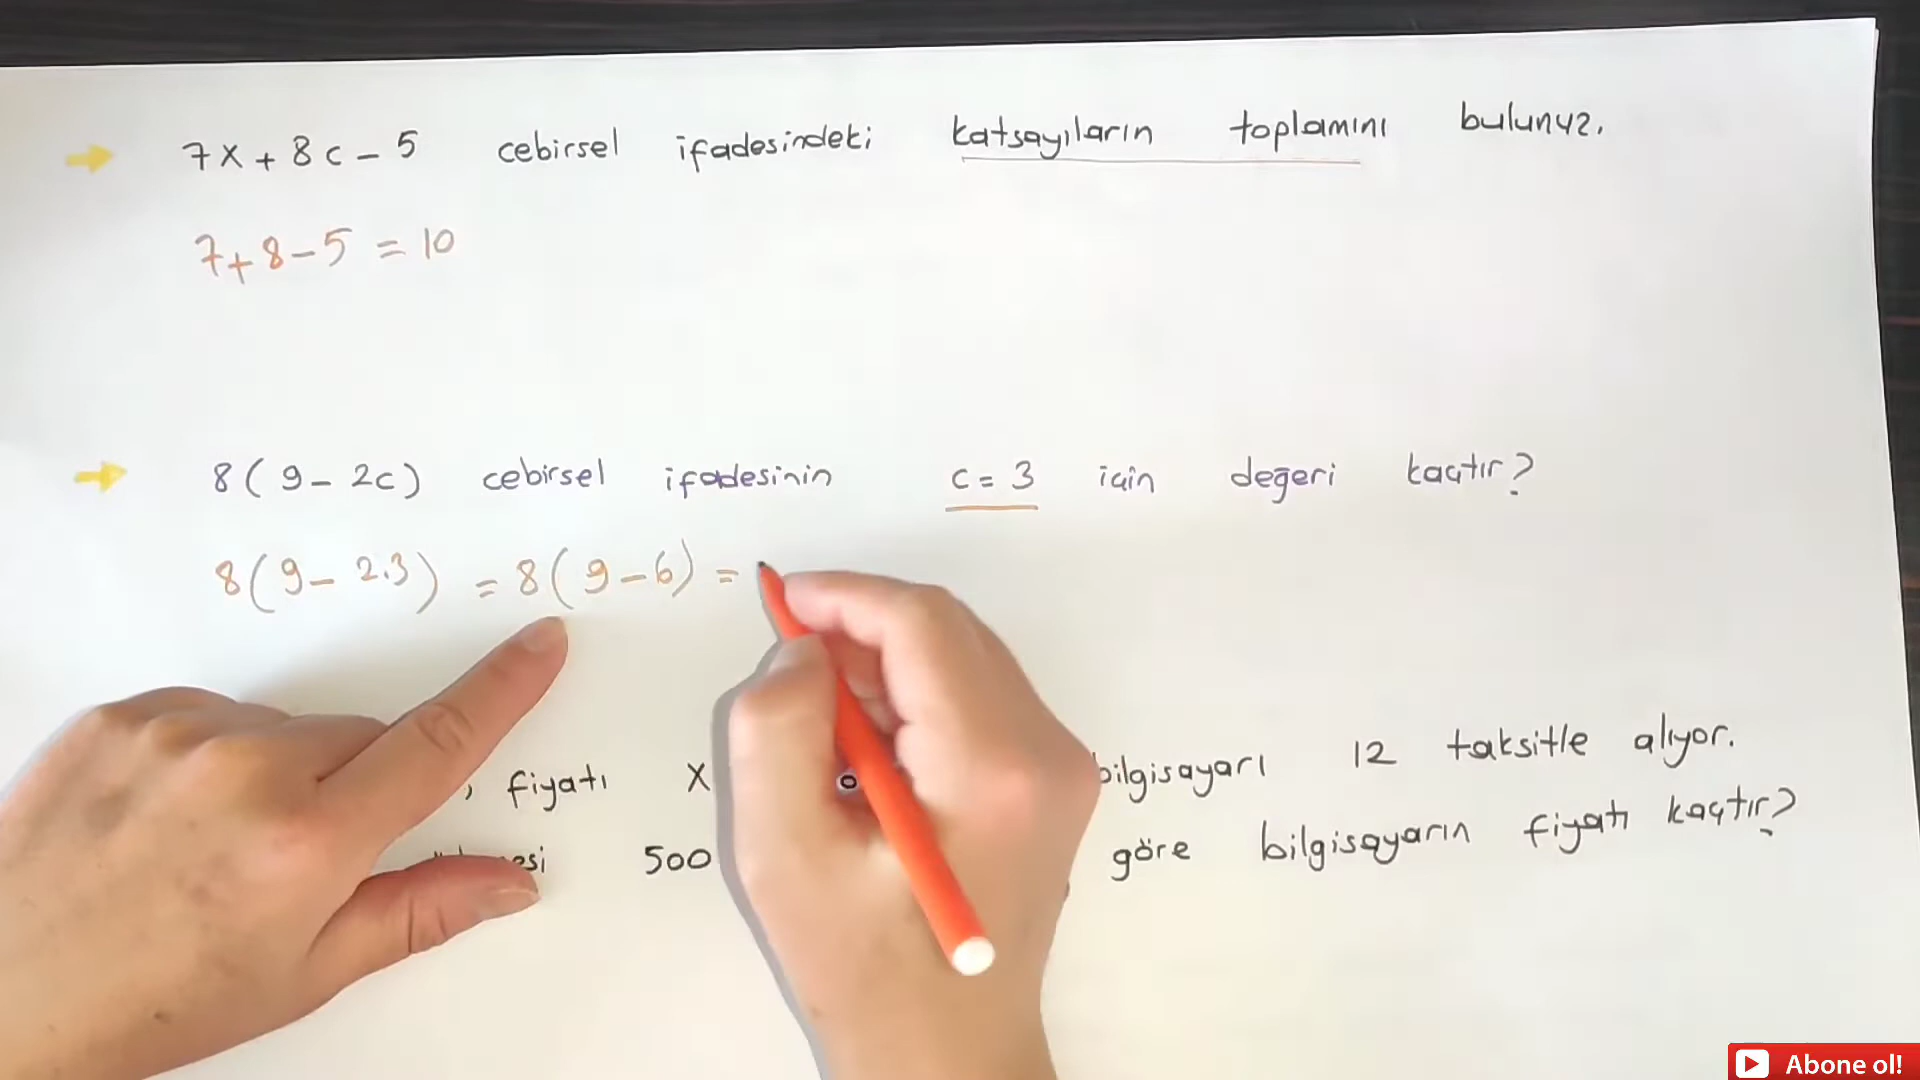 7x + 8c - 5 cebirsel ifadesindeki katsayıların toplamını bulunuz.
7+8-5 = 10
8(9-2c) cebirsel ifadesinin c=3 için değeri kaçtır?
8(9-2.3) = 8(9-6) =
, fiyatı X bilgisayarı 12 taksitle alıyor.
500 göre bilgisayarın fiyatı kaçtır?
Abone ol!